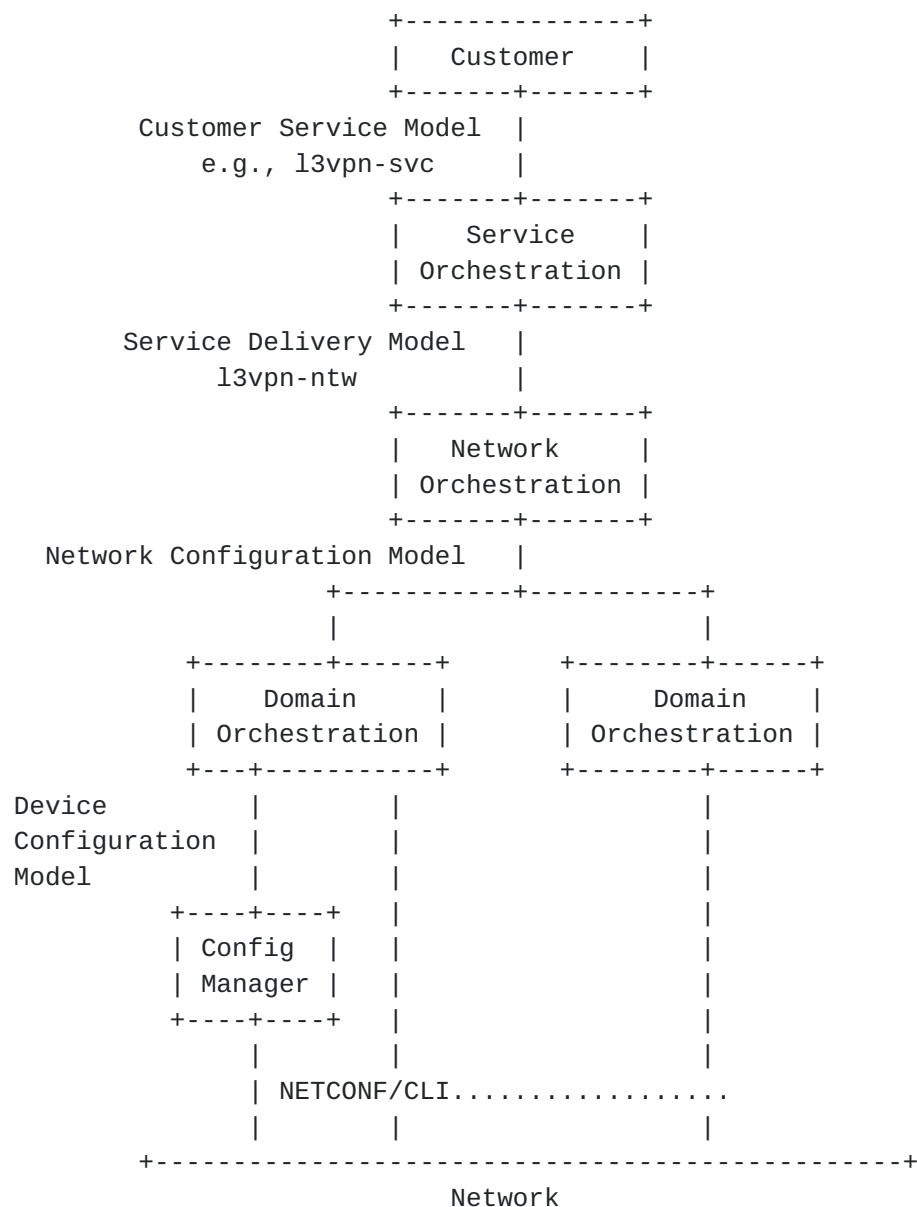 Customer
Customer Service Model
e.g., l3vpn-svc
Service
Orchestration
Service Delivery Model
l3vpn-ntw
Network
Orchestration
Network Configuration Model
Domain
Orchestration
Domain
Orchestration
Device
Configuration
Model
Config
Manager
NETCONF/CLI..................
Network